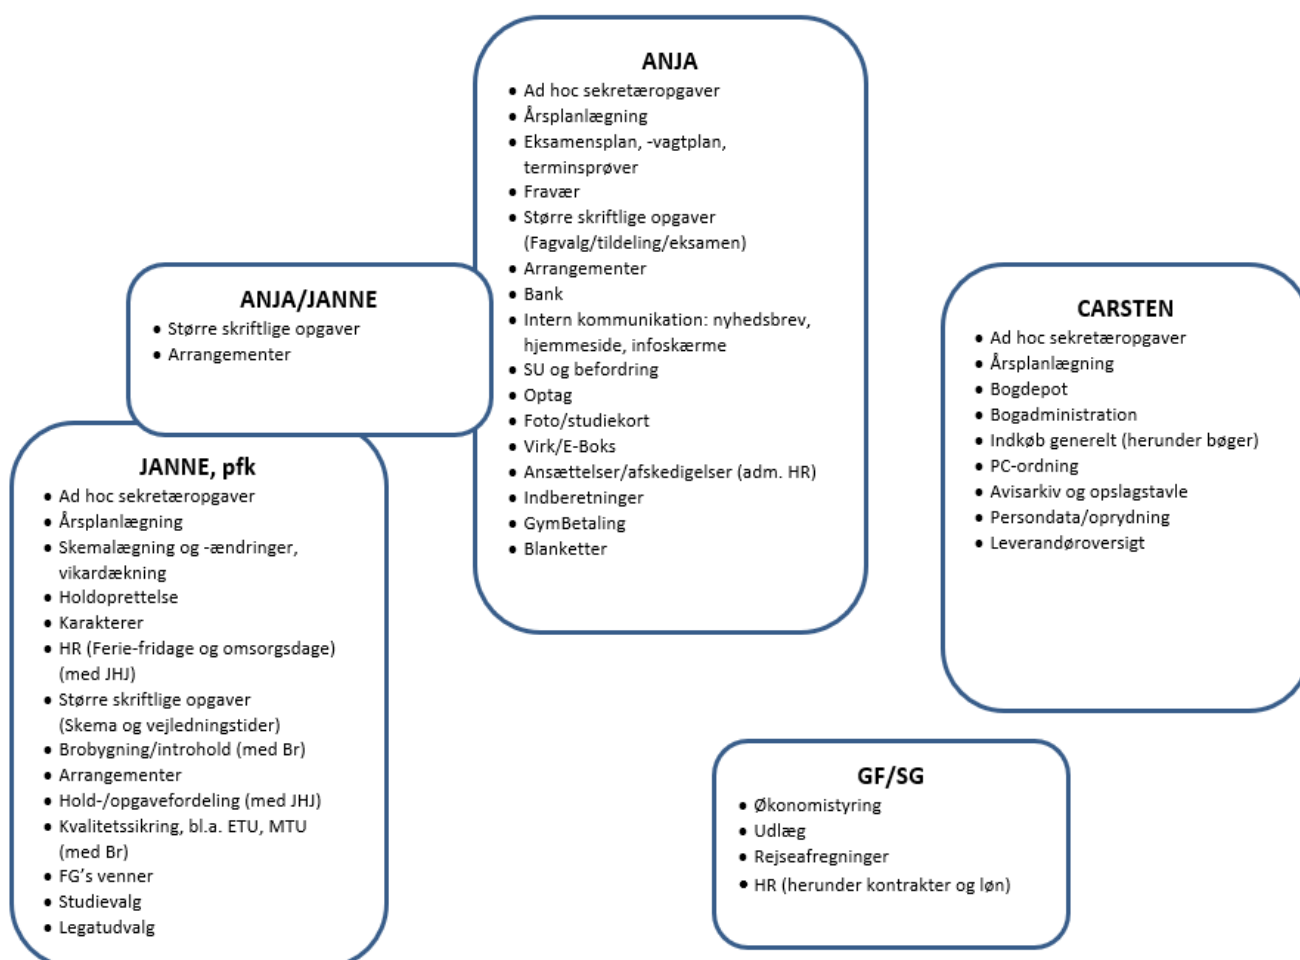 ANJA
• Ad hoc sekretæropgaver
• Årsplanlægning
• Eksamensplan, -vagtplan,
terminsprøver
• Fravær
• Større skriftlige opgaver
(Fagvalg/tildeling/eksamen)
• Arrangementer
• Bank
• Intern kommunikation: nyhedsbrev,
hjemmeside, infoskærme
• SU og befordring
• Optag
• Foto/studiekort
• Virk/E-Boks
• Ansættelser/afskedigelser (adm. HR)
• Indberetninger
• GymBetaling
• Blanketter
ANJA/JANNE
• Større skriftlige opgaver
• Arrangementer
JANNE, pfk
• Ad hoc sekretæropgaver
• Årsplanlægning
• Skemalægning og -ændringer,
vikardækning
• Holdoprettelse
• Karakterer
• HR (Ferie-fridage og omsorgsdage)
(med JHJ)
• Større skriftlige opgaver
(Skema og vejledningstider)
• Brobygning/introhold (med Br)
• Arrangementer
• Hold-/opgavefordeling (med JHJ)
• Kvalitetssikring, bl.a. ETU, MTU
(med Br)
• FG's venner
• Studievalg
• Legatudvalg
CARSTEN
• Ad hoc sekretæropgaver
• Årsplanlægning
• Bogdepot
• Bogadministration
• Indkøb generelt (herunder bøger)
• PC-ordning
• Avisarkiv og opslagstavle
• Persondata/oprydning
• Leverandøroversigt
GF/SG
• Økonomistyring
• Udlæg
• Rejseafregninger
• HR (herunder kontrakter og løn)